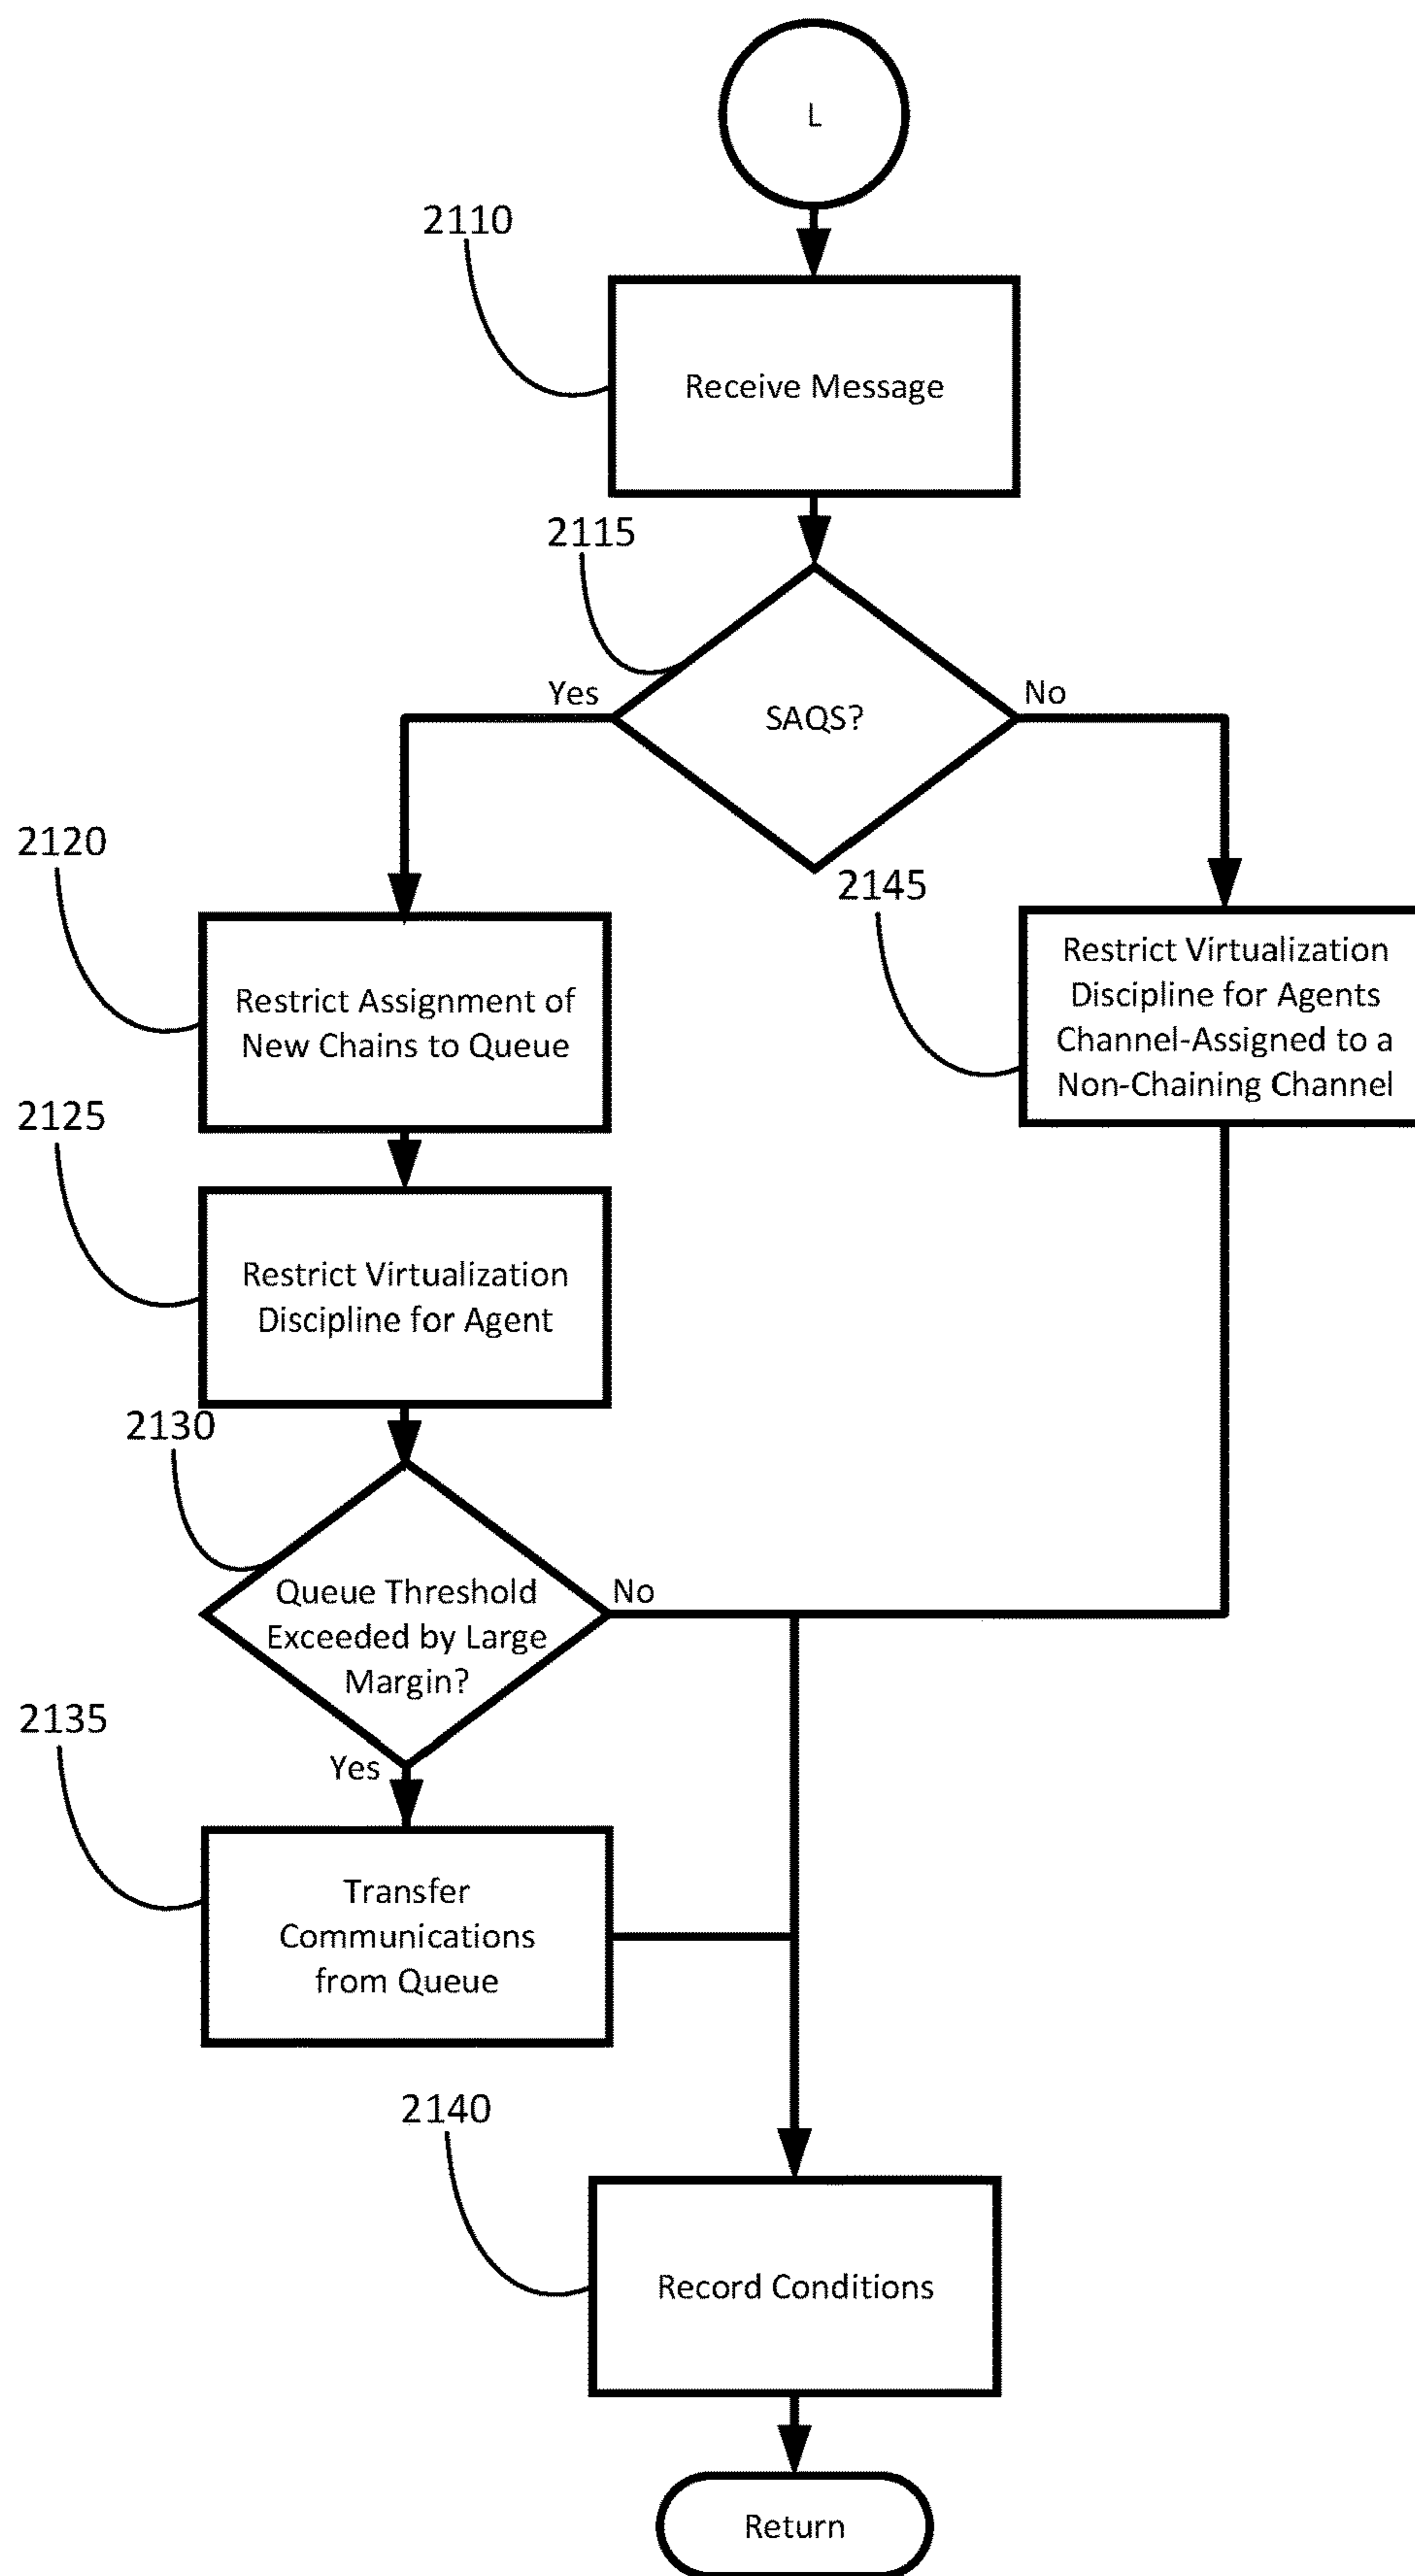 L
2110
Receive Message
2115
Yes
No
SAQS?
2120
2145
Restrict Assignment of
New Chains to Queue
Restrict Virtualization
Discipline for Agents
Channel-Assigned to a
Non-Chaining Channel
2125
Restrict Virtualization
Discipline for Agent
2130
Queue Threshold
Exceeded by Large
Margin?
No
2135
Yes
Transfer
Communications
from Queue
2140
Record Conditions
Return